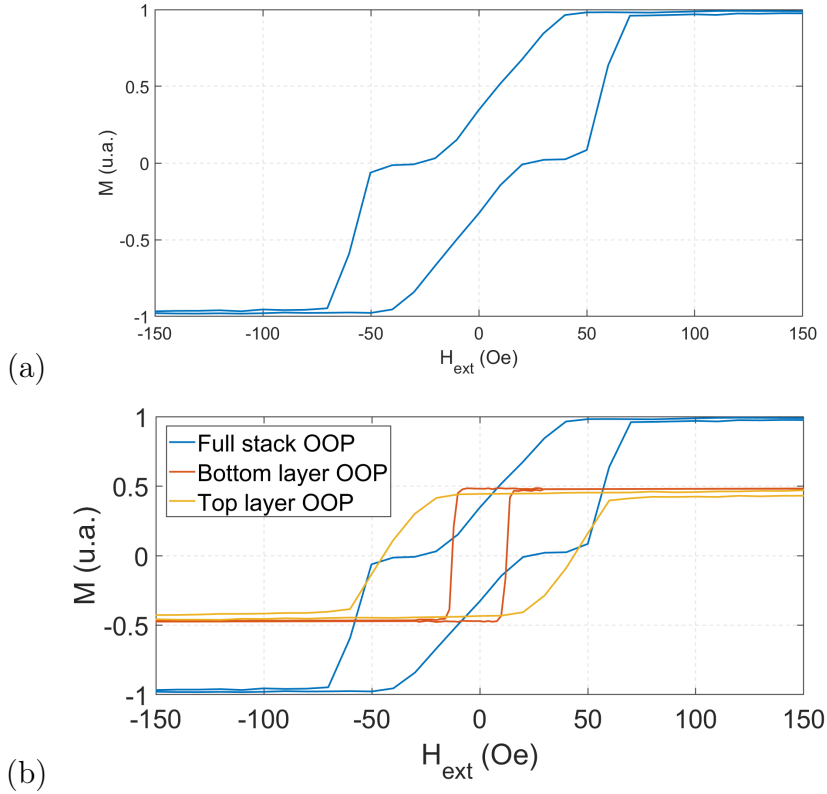 1
0.5
0
-0.5
-1
M (u.a.)
-150 -100 -50 0 50 100 150
H_ext (Oe)
(a)
1
0.5
0
-0.5
-1
M (u.a.)
Full stack OOP
Bottom layer OOP
Top layer OOP
-150 -100 -50 0 50 100 150
H_ext (Oe)
(b)